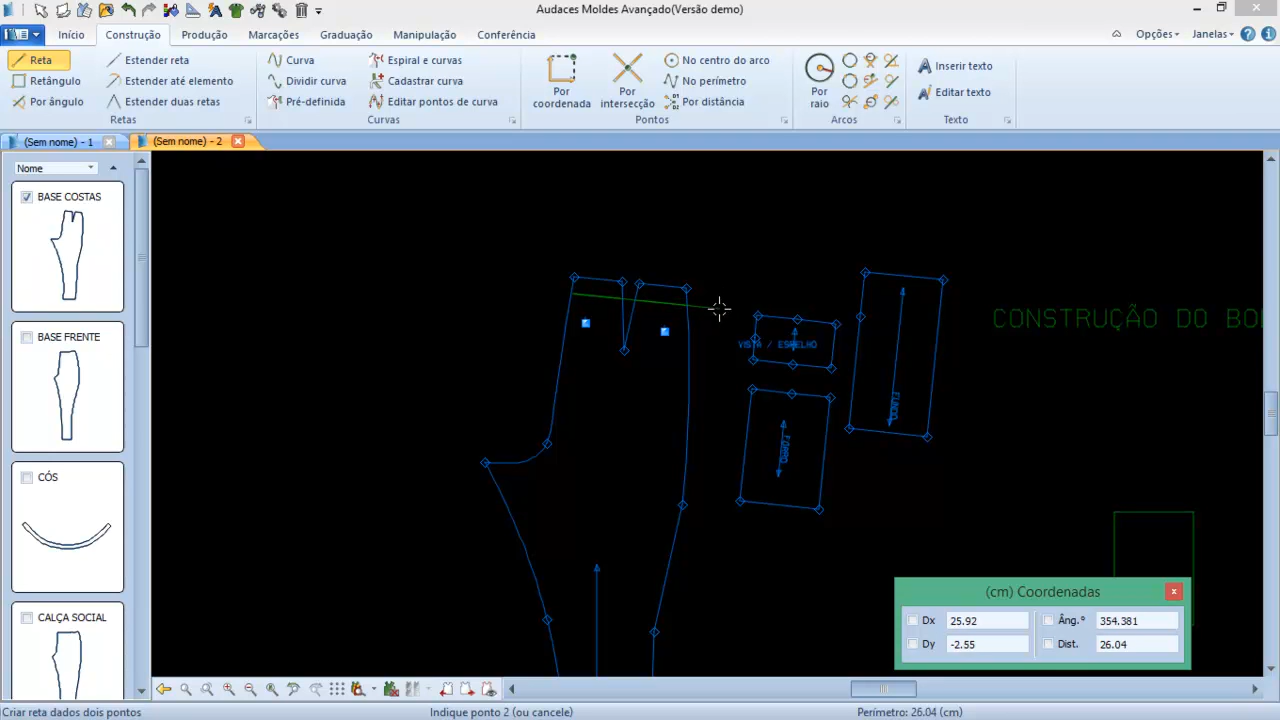 Audaces Moldes Avançado(Versão demo)
Início
Construção
Produção
Marcações
Graduação
Manipulação
Conferência
Opções
Janelas
Reta
Retângulo
Por ângulo
Estender reta
Estender até elemento
Estender duas retas
Retas
Curva
Dividir curva
Pré-definida
Espiral e curvas
Cadastrar curva
Editar pontos de curva
Curvas
Por
coordenada
Por
intersecção
No centro do arco
No perímetro
Por distância
Pontos
Por
raio
Arcos
Inserir texto
Editar texto
Texto
(Sem nome) - 1
(Sem nome) - 2
Nome
BASE COSTAS
BASE FRENTE
CÓS
CALÇA SOCIAL
VISTA / ESPELHO
FORRO
FUNDO
CONSTRUÇÃO DO BO
(cm) Coordenadas
Dx 25.92 Âng.° 354.381
Dy -2.55 Dist. 26.04
Criar reta dados dois pontos
Indique ponto 2 (ou cancele)
Perímetro: 26.04 (cm)